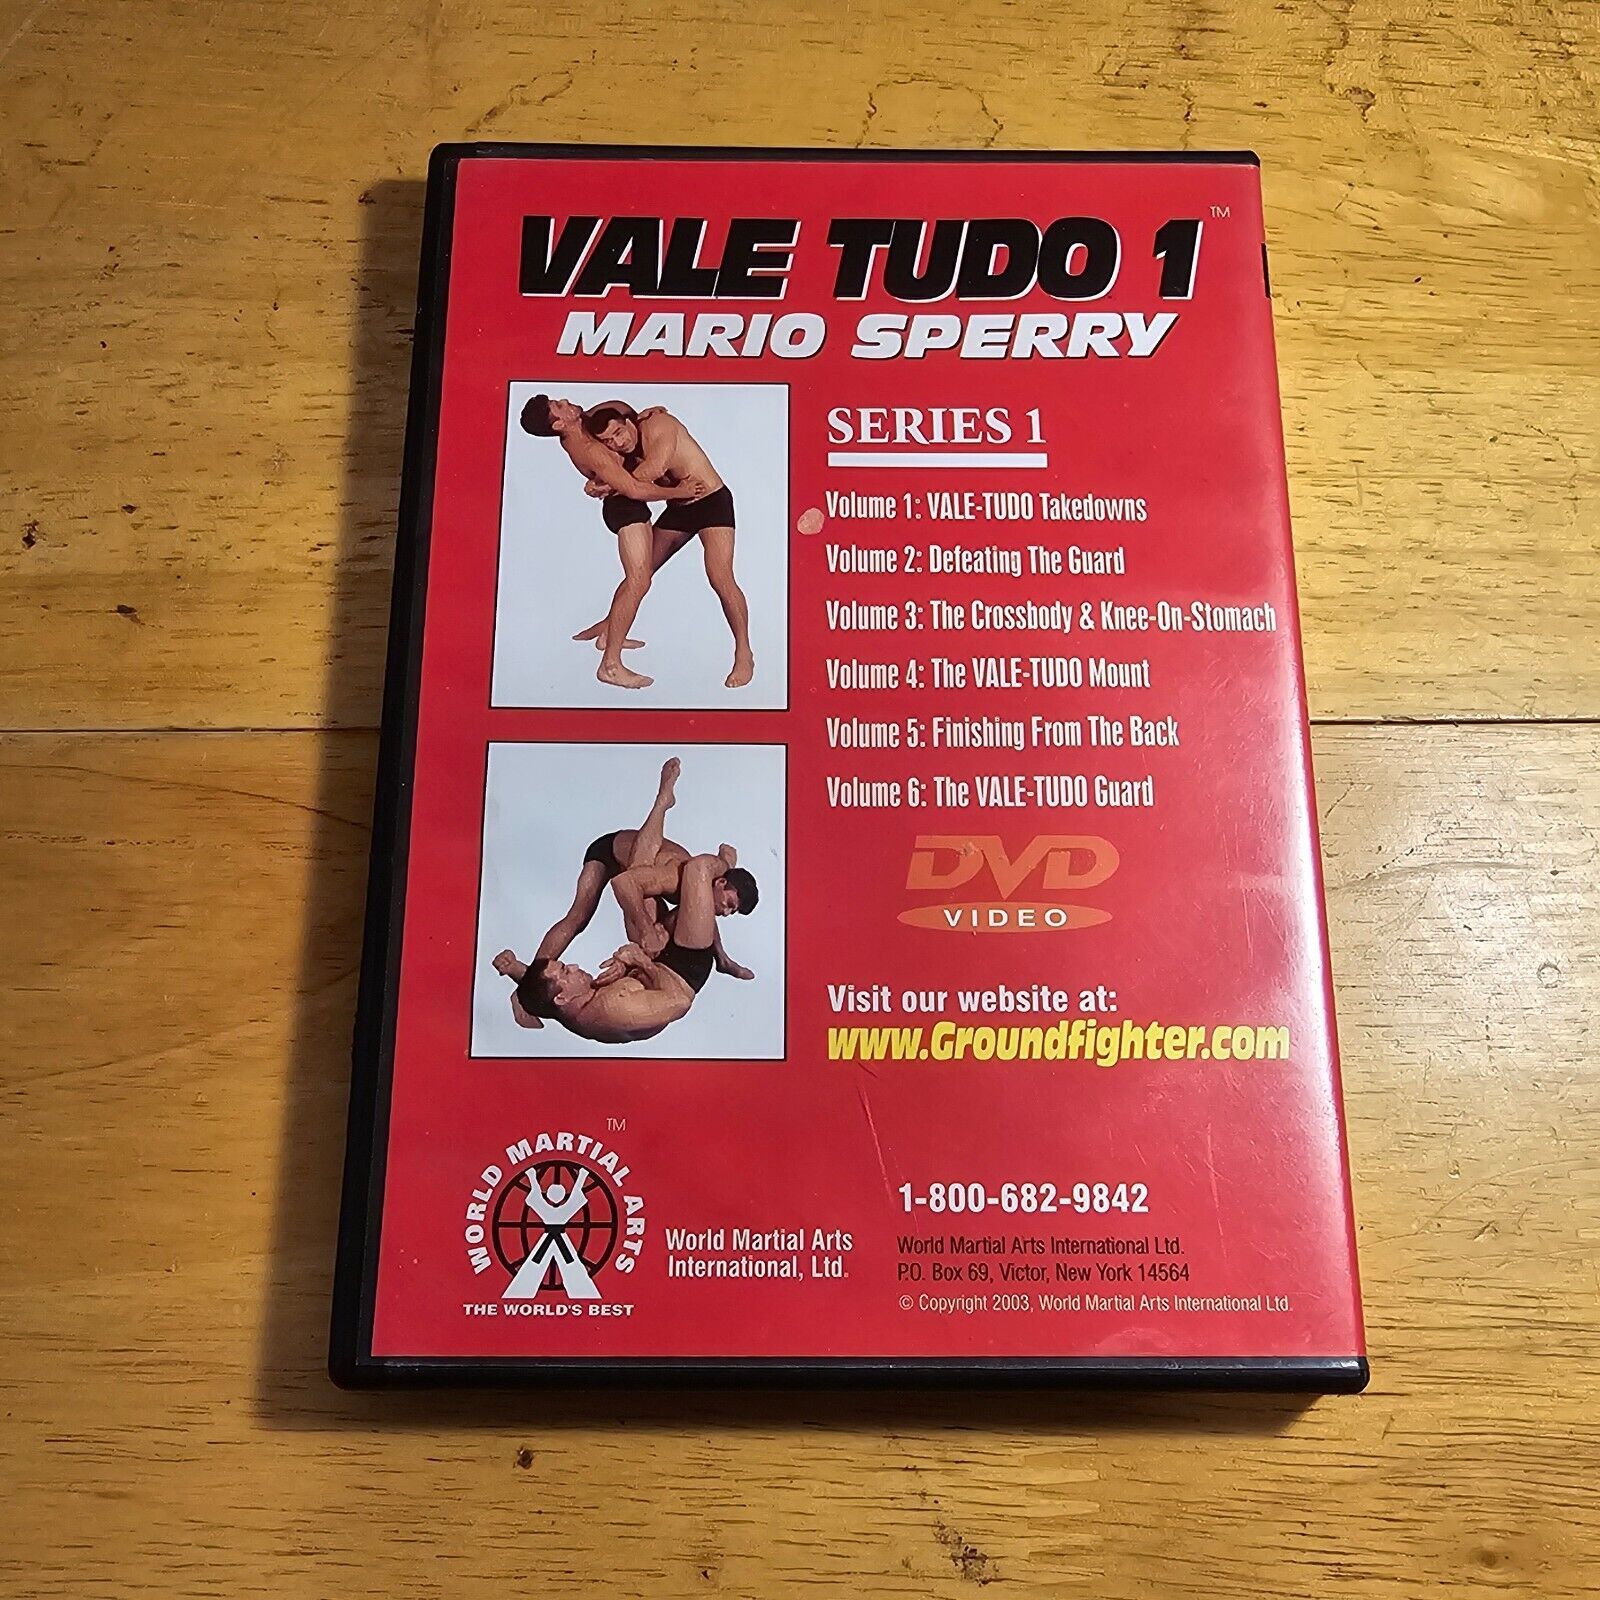 VALE TUDO 1 ™
MARIO SPERRY
SERIES 1
Volume 1: VALE-TUDO Takedowns
Volume 2: Defeating The Guard
Volume 3: The Crossbody & Knee-On-Stomach
Volume 4: The VALE-TUDO Mount
Volume 5: Finishing From The Back
Volume 6: The VALE-TUDO Guard
DVD
VIDEO
Visit our website at:
www.Groundfighter.com
WORLD MARTIAL ARTS ™
THE WORLD'S BEST
World Martial Arts
International, Ltd.
1-800-682-9842
World Martial Arts International Ltd.
P.O. Box 69, Victor, New York 14564
© Copyright 2003, World Martial Arts International Ltd.